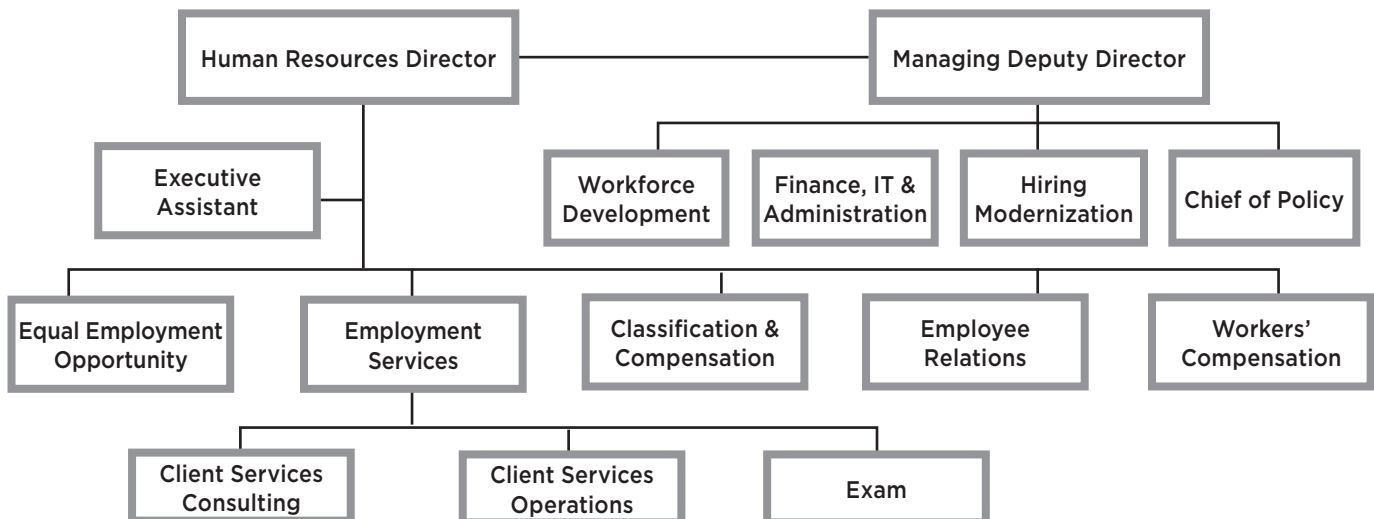 Human Resources Director
Managing Deputy Director
Executive
Assistant
Workforce
Development
Finance, IT &
Administration
Hiring
Modernization
Chief of Policy
Equal Employment
Opportunity
Employment
Services
Classification &
Compensation
Employee
Relations
Workers’
Compensation
Client Services
Consulting
Client Services
Operations
Exam